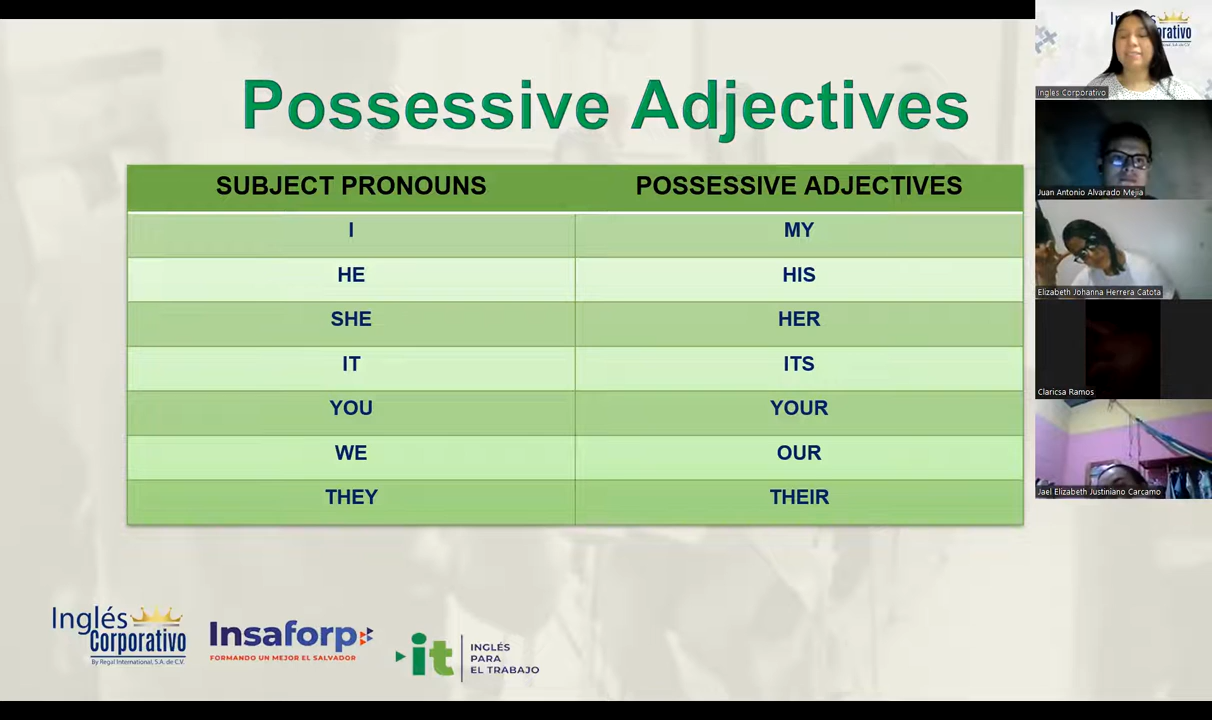 Possessive Adjectives
SUBJECT PRONOUNS POSSESSIVE ADJECTIVES
I MY
HE HIS
SHE HER
IT ITS
YOU YOUR
WE OUR
THEY THEIR
Inglés
Corporativo
By Regal International, S.A. de C.V.
Insaforp
FORMANDO UN MEJOR EL SALVADOR
it
INGLÉS
PARA
EL TRABAJO
Ingles Corporativo
Juan Antonio Alvarado Mejia
Elizabeth Johanna Herrera Catota
Claricsa Ramos
Jael Elizabeth Justiniano Carcamo